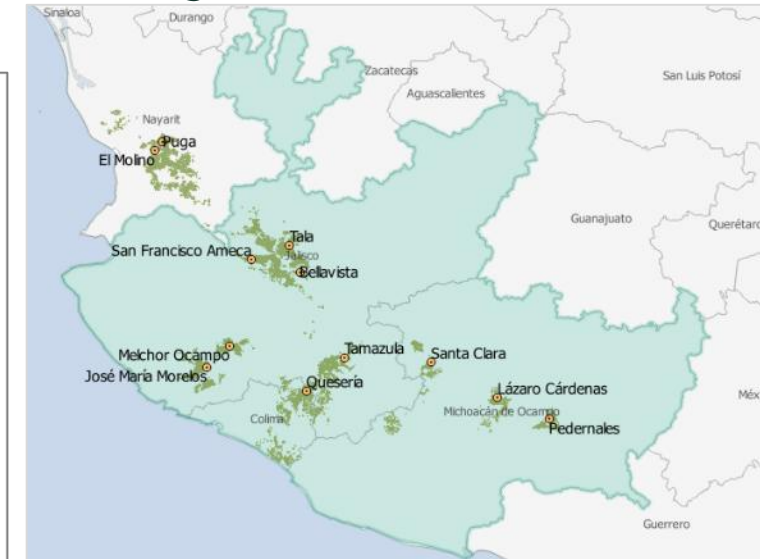 Sinaloa
Durango
Zacatecas
San Luis Potosí
Aguascalientes
Nayarit
Puga
El Molino
Guanajuato
Querétaro
Tala
San Francisco Ameca
Jalisco
Bellavista
Melchor Ocampo
Tamazula
Santa Clara
José María Morelos
Quesería
Lázaro Cárdenas
Colima
Michoacán de Ocampo
Méx
Pedernales
Guerrero